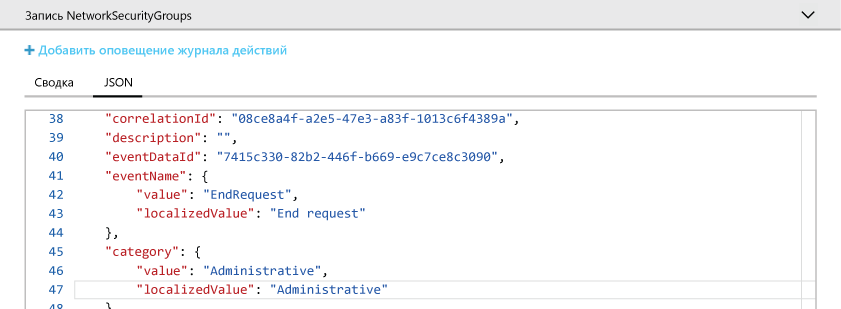 Запись NetworkSecurityGroups
+ Добавить оповещение журнала действий
Сводка JSON
38 "correlationId": "08ce8a4f-a2e5-47e3-a83f-1013c6f4389a",
39 "description": "",
40 "eventDataId": "7415c330-82b2-446f-b669-e9c7ce8c3090",
41 "eventName": {
42 "value": "EndRequest",
43 "localizedValue": "End request"
44 },
45 "category": {
46 "value": "Administrative",
47 "localizedValue": "Administrative"
48 }